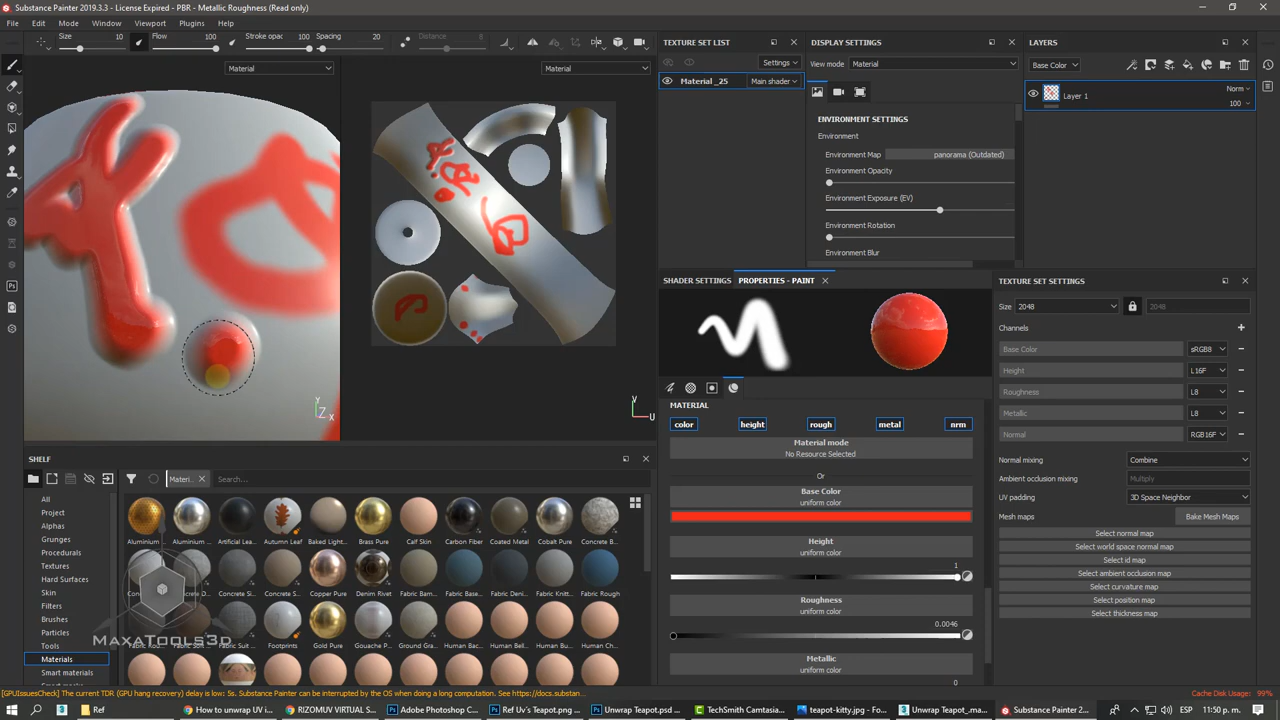 Substance Painter 2019.3.3 - License Expired - PBR - Metallic Roughness (Read only)
File Edit Mode Viewport Plugins Help
Size 10 Flow 100 Stroke opa... 100 Spacing 20 Distance 8
Material Material
TEXTURE SET LIST
Settings
Material_25 Main shader
DISPLAY SETTINGS
View mode Material
ENVIRONMENT SETTINGS
Environment
Environment Map panorama (Outdated)
Environment Opacity
Environment Exposure (EV)
Environment Rotation
Environment Blur
LAYERS
Base Color
Layer 1 Norm
100
Y
Z X
V
U
SHADER SETTINGS PROPERTIES - PAINT
MATERIAL
color height rough metal nrm
Material mode
No Resource Selected
Or
Base Color
uniform color
Height
uniform color
1
Roughness
uniform color
0.0046
Metallic
uniform color
0
TEXTURE SET SETTINGS
Size 2048 2048
Channels
Base Color sRGB8
Height L16F
Roughness L8
Metallic L8
Normal RGB16F
Normal mixing Combine
Ambient occlusion mixing Multiply
UV padding 3D Space Neighbor
Mesh maps Bake Mesh Maps
Select normal map
Select world space normal map
Select id map
Select ambient occlusion map
Select curvature map
Select position map
Select thickness map
SHELF
Materi... Search...
All
Project
Alphas
Grunges
Procedurals
Textures
Hard Surfaces
Skin
Filters
Brushes
Particles
Tools
Materials
Smart materials
Aluminium ... Aluminium ... Artificial Lea... Autumn Leaf Baked Light... Brass Pure Calf Skin Carbon Fiber Coated Metal Cobalt Pure Concrete B...
Concrete S... Copper Pure Denim Rivet Fabric Bam... Fabric Base... Fabric Deni... Fabric Knitt... Fabric Rough
Fabric Rou... Fabric Suit ... Footprints Gold Pure Gouache P... Ground Gra... Human Bac... Human Bell... Human Bu... Human Ch...
MAXATOOLS3D
[GPUIssuesCheck] The current TDR (GPU hang recovery) delay is low: 5s. Substance Painter can be interrupted by the OS when doing a long computation. See https://docs.substan...
Cache Disk Usage: 99%
Ref How to unwrap UV i... RIZOMUV VIRTUAL S... Adobe Photoshop C... Ref Uv's Teapot.png ... Unwrap Teapot.psd ... TechSmith Camtasia... teapot-kitty.jpg - Fo... Unwrap Teapot_ma... Substance Painter 2... ESP 11:50 p. m.